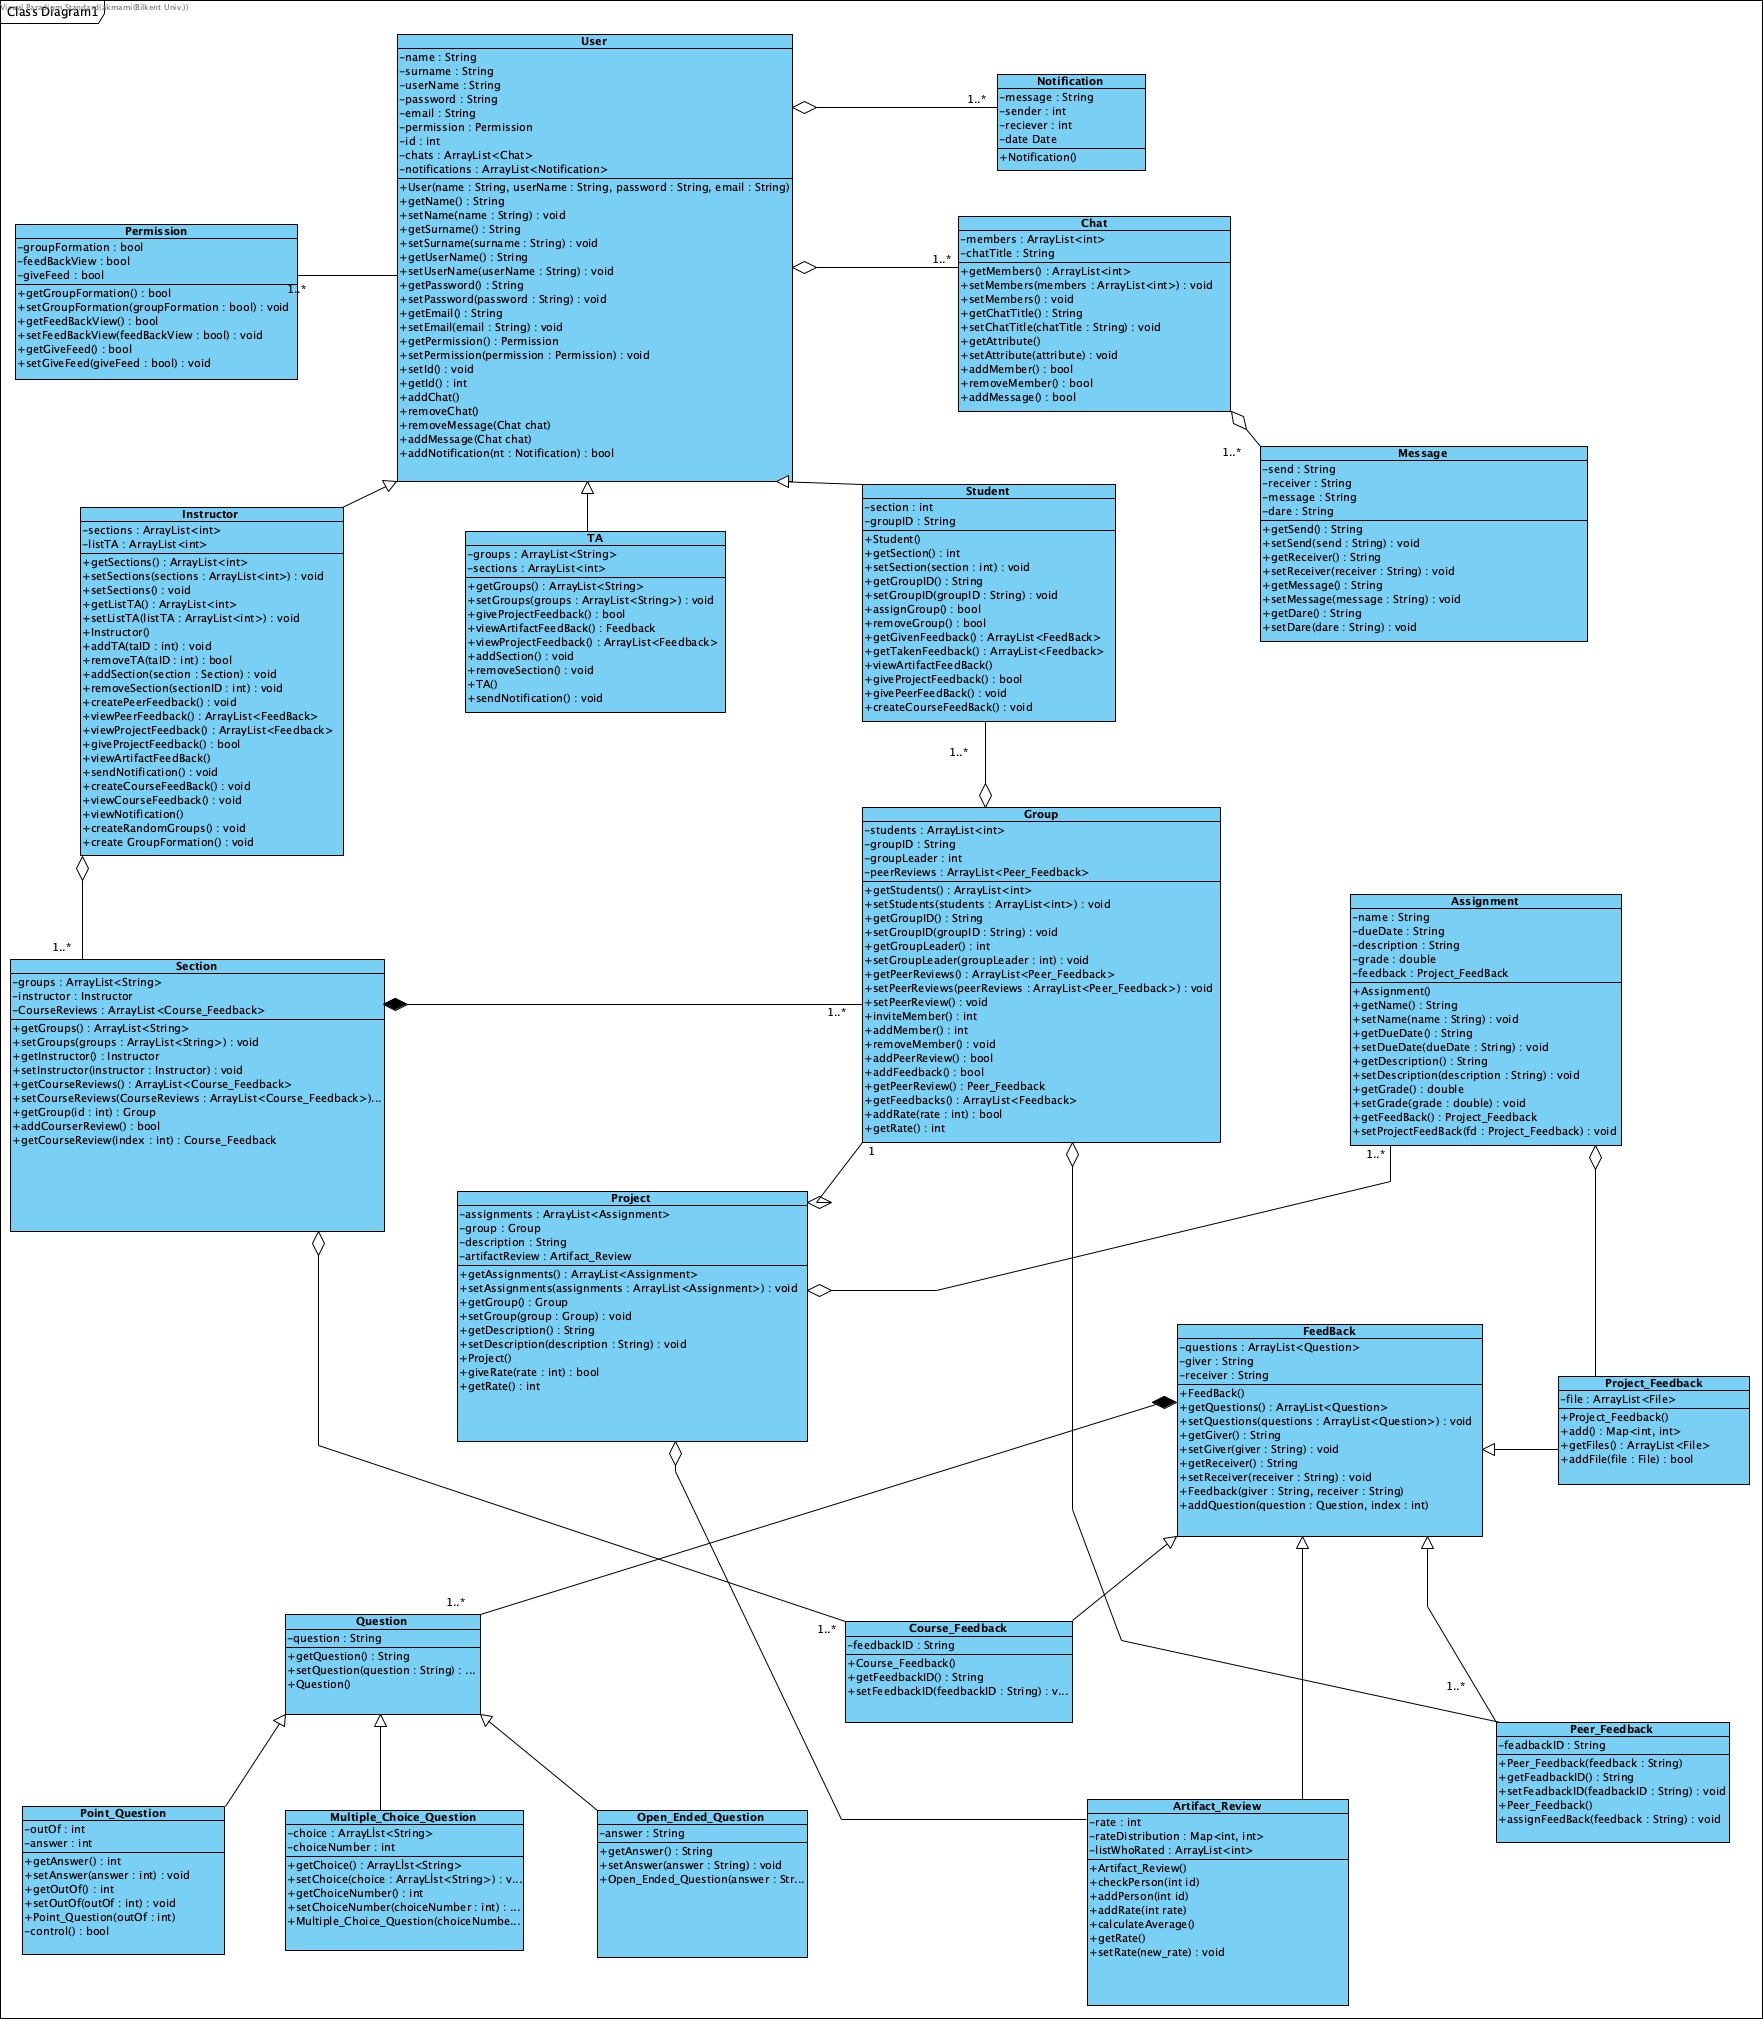 Visual Paradigm Standard(akmami(Bilkent Univ.))
Class Diagram1
User
-name : String
-surname : String
-userName : String
-password : String
-email : String
-permission : Permission
-id : int
-chats : ArrayList<Chat>
-notifications : ArrayList<Notification>
+User(name : String, userName : String, password : String, email : String)
+getName() : String
+setName(name : String) : void
+getSurname() : String
+setSurname(surname : String) : void
+getUserName() : String
+setUserName(userName : String) : void
+getPassword() : String
+setPassword(password : String) : void
+getEmail() : String
+setEmail(email : String) : void
+getPermission() : Permission
+setPermission(permission : Permission) : void
+setId() : void
+getId() : int
+addChat()
+removeChat()
+removeMessage(Chat chat)
+addMessage(Chat chat)
+addNotification(nt : Notification) : bool
1..*
Notification
-message : String
-sender : int
-reciever : int
-date Date
+Notification()
Permission
-groupFormation : bool
-feedBackView : bool
-giveFeed : bool
+getGroupFormation() : bool
+setGroupFormation(groupFormation : bool) : void
+getFeedBackView() : bool
+setFeedBackView(feedBackView : bool) : void
+getGiveFeed() : bool
+setGiveFeed(giveFeed : bool) : void
1..*
1..*
Chat
-members : ArrayList<int>
-chatTitle : String
+getMembers() : ArrayList<int>
+setMembers(members : ArrayList<int>) : void
+setMembers() : void
+getChatTitle() : String
+setChatTitle(chatTitle : String) : void
+getAttribute()
+setAttribute(attribute) : void
+addMember() : bool
+removeMember() : bool
+addMessage() : bool
1..*
Message
-send : String
-receiver : String
-message : String
-dare : String
+getSend() : String
+setSend(send : String) : void
+getReceiver() : String
+setReceiver(receiver : String) : void
+getMessage() : String
+setMessage(message : String) : void
+getDare() : String
+setDare(dare : String) : void
Instructor
-sections : ArrayList<int>
-listTA : ArrayList<int>
+getSections() : ArrayList<int>
+setSections(sections : ArrayList<int>) : void
+setSections() : void
+getListTA() : ArrayList<int>
+setListTA(listTA : ArrayList<int>) : void
+Instructor()
+addTA(taID : int) : void
+removeTA(taID : int) : bool
+addSection(section : Section) : void
+removeSection(sectionID : int) : void
+createPeerFeedback() : void
+viewPeerFeedback() : ArrayList<FeedBack>
+viewProjectFeedback() : ArrayList<Feedback>
+giveProjectFeedback() : bool
+viewArtifactFeedBack()
+sendNotification() : void
+createCourseFeedBack() : void
+viewCourseFeedback() : void
+viewNotification()
+createRandomGroups() : void
+create GroupFormation() : void
TA
-groups : ArrayList<String>
-sections : ArrayList<int>
+getGroups() : ArrayList<String>
+setGroups(groups : ArrayList<String>) : void
+giveProjectFeedback() : bool
+viewArtifactFeedBack() : Feedback
+viewProjectFeedback() : ArrayList<Feedback>
+addSection() : void
+removeSection() : void
+TA()
+sendNotification() : void
Student
-section : int
-groupID : String
+Student()
+getSection() : int
+setSection(section : int) : void
+getGroupID() : String
+setGroupID(groupID : String) : void
+assignGroup() : bool
+removeGroup() : bool
+getGivenFeedback() : ArrayList<FeedBack>
+getTakenFeedback() : ArrayList<Feedback>
+viewArtifactFeedBack()
+giveProjectFeedback() : bool
+givePeerFeedBack() : void
+createCourseFeedBack() : void
1..*
Group
-students : ArrayList<int>
-groupID : String
-groupLeader : int
-peerReviews : ArrayList<Peer_Feedback>
+getStudents() : ArrayList<int>
+setStudents(students : ArrayList<int>) : void
+getGroupID() : String
+setGroupID(groupID : String) : void
+getGroupLeader() : int
+setGroupLeader(groupLeader : int) : void
+getPeerReviews() : ArrayList<Peer_Feedback>
+setPeerReviews(peerReviews : ArrayList<Peer_Feedback>) : void
+setPeerReview() : void
+inviteMember() : int
+addMember() : int
+removeMember() : void
+addPeerReview() : bool
+addFeedback() : bool
+getPeerReview() : Peer_Feedback
+getFeedbacks() : ArrayList<Feedback>
+addRate(rate : int) : bool
+getRate() : int
1..*
Section
-groups : ArrayList<String>
-instructor : Instructor
-CourseReviews : ArrayList<Course_Feedback>
+getGroups() : ArrayList<String>
+setGroups(groups : ArrayList<String>) : void
+getInstructor() : Instructor
+setInstructor(instructor : Instructor) : void
+getCourseReviews() : ArrayList<Course_Feedback>
+setCourseReviews(CourseReviews : ArrayList<Course_Feedback>)...
+getGroup(id : int) : Group
+addCourserReview() : bool
+getCourseReview(index : int) : Course_Feedback
1..*
Assignment
-name : String
-dueDate : String
-description : String
-grade : double
-feedback : Project_FeedBack
+Assignment()
+getName() : String
+setName(name : String) : void
+getDueDate() : String
+setDueDate(dueDate : String) : void
+getDescription() : String
+setDescription(description : String) : void
+getGrade() : double
+setGrade(grade : double) : void
+getFeedBack() : Project_Feedback
+setProjectFeedBack(fd : Project_Feedback) : void
1
1..*
Project
-assignments : ArrayList<Assignment>
-group : Group
-description : String
-artifactReview : Artifact_Review
+getAssignments() : ArrayList<Assignment>
+setAssignments(assignments : ArrayList<Assignment>) : void
+getGroup() : Group
+setGroup(group : Group) : void
+getDescription() : String
+setDescription(description : String) : void
+Project()
+giveRate(rate : int) : bool
+getRate() : int
FeedBack
-questions : ArrayList<Question>
-giver : String
-receiver : String
+FeedBack()
+getQuestions() : ArrayList<Question>
+setQuestions(questions : ArrayList<Question>) : void
+getGiver() : String
+setGiver(giver : String) : void
+getReceiver() : String
+setReceiver(receiver : String) : void
+Feedback(giver : String, receiver : String)
+addQuestion(question : Question, index : int)
Project_Feedback
-file : ArrayList<File>
+Project_Feedback()
+add() : Map<int, int>
+getFiles() : ArrayList<File>
+addFile(file : File) : bool
1..*
Question
-question : String
+getQuestion() : String
+setQuestion(question : String) : ...
+Question()
1..*
Course_Feedback
-feedbackID : String
+Course_Feedback()
+getFeedbackID() : String
+setFeedbackID(feedbackID : String) : v...
1..*
Peer_Feedback
-feadbackID : String
+Peer_Feedback(feedback : String)
+getFeadbackID() : String
+setFeadbackID(feadbackID : String) : void
+Peer_Feedback()
+assignFeedBack(feedback : String) : void
Point_Question
-outOf : int
-answer : int
+getAnswer() : int
+setAnswer(answer : int) : void
+getOutOf() : int
+setOutOf(outOf : int) : void
+Point_Question(outOf : int)
-control() : bool
Multiple_Choice_Question
-choice : ArrayLİst<String>
-choiceNumber : int
+getChoice() : ArrayLİst<String>
+setChoice(choice : ArrayLİst<String>) : v...
+getChoiceNumber() : int
+setChoiceNumber(choiceNumber : int) : ...
+Multiple_Choice_Question(choiceNumbe...
Open_Ended_Question
-answer : String
+getAnswer() : String
+setAnswer(answer : String) : void
+Open_Ended_Question(answer : Str...
Artifact_Review
-rate : int
-rateDistribution : Map<int, int>
-listWhoRated : ArrayList<int>
+Artifact_Review()
+checkPerson(int id)
+addPerson(int id)
+addRate(int rate)
+calculateAverage()
+getRate()
+setRate(new_rate) : void